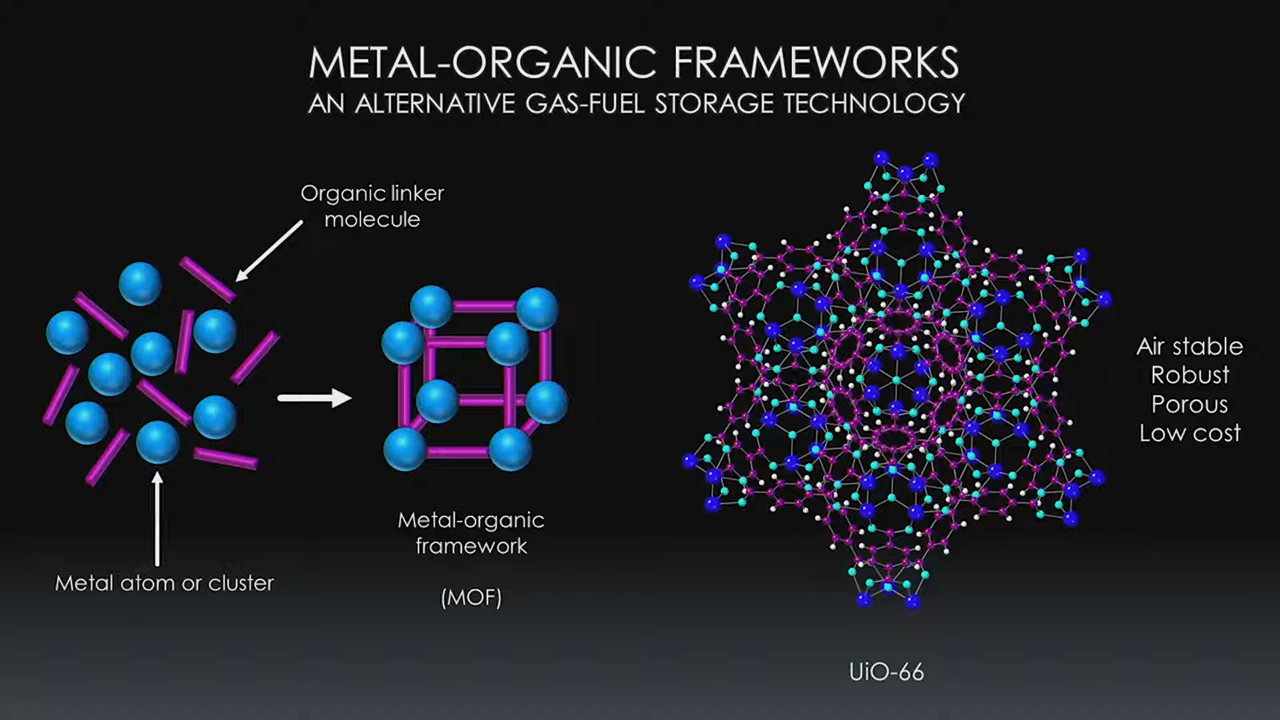 METAL-ORGANIC FRAMEWORKS
AN ALTERNATIVE GAS-FUEL STORAGE TECHNOLOGY
Organic linker
molecule
Metal atom or cluster
Metal-organic
framework
(MOF)
UiO-66
Air stable
Robust
Porous
Low cost